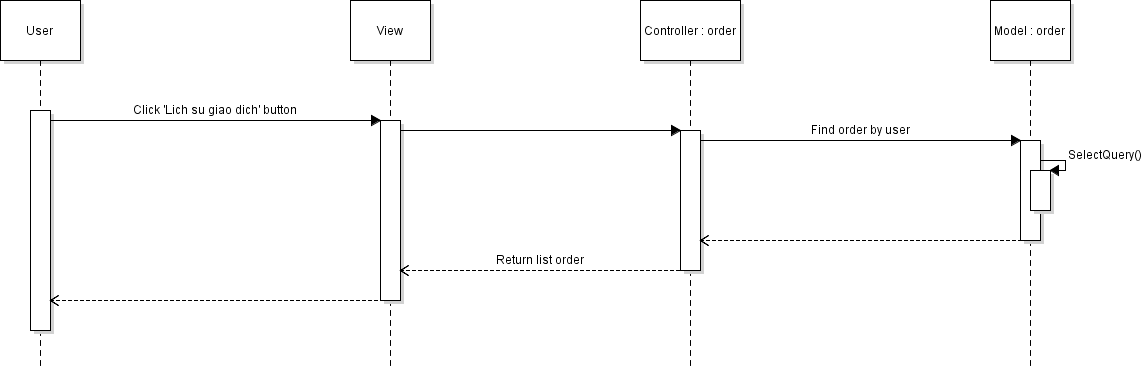 User
View
Controller : order
Model : order
Click 'Lich su giao dich' button
Find order by user
SelectQuery()
Return list order